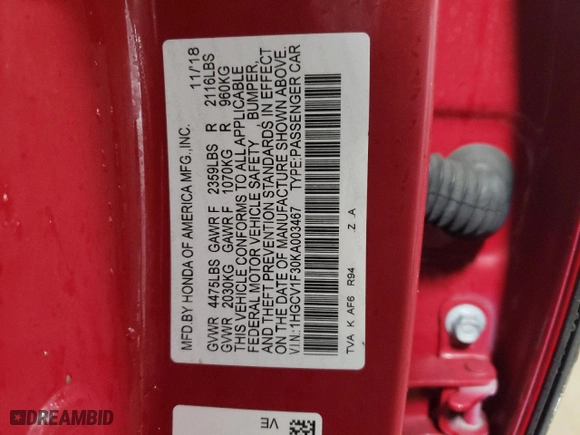 MFD.BY HONDA OF AMERICA MFG.,INC. 11/18
GVWR 4475LBS GAWR F 2359LBS R 2116LBS
GVWR 2030KG GAWR F 1070KG R 960KG
THIS VEHICLE CONFORMS TO ALL APPLICABLE
FEDERAL MOTOR VEHICLE SAFETY BUMPER,
AND THEFT PREVENTION STANDARDS IN EFFECT
ON THE DATE OF MANUFACTURE SHOWN ABOVE.
V.I.N.:1HGCV1F30KA003467 TYPE:PASSENGER CAR
TVA K AF6 R94 Z A
VE
DREAMBID